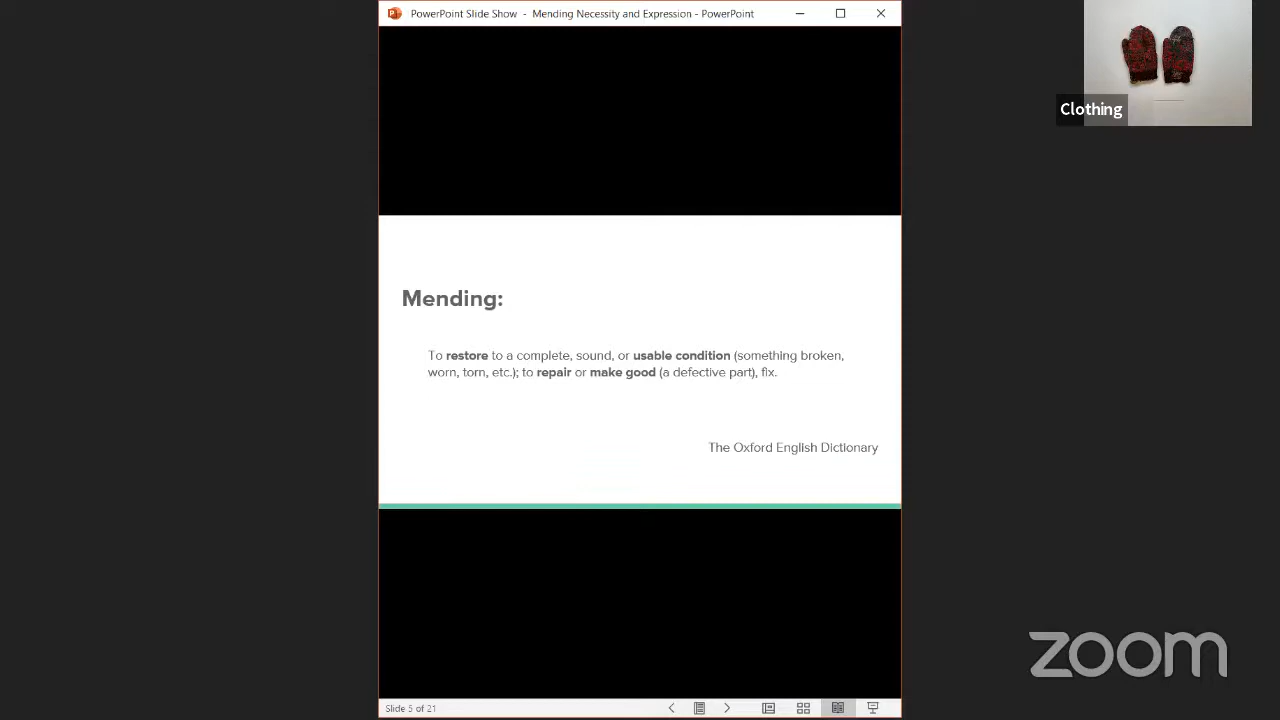 PowerPoint Slide Show - Mending Necessity and Expression - PowerPoint
Clothing
Mending:
To restore to a complete, sound, or usable condition (something broken,
worn, torn, etc.); to repair or make good (a defective part), fix.
The Oxford English Dictionary
zoom
Slide 5 of 21